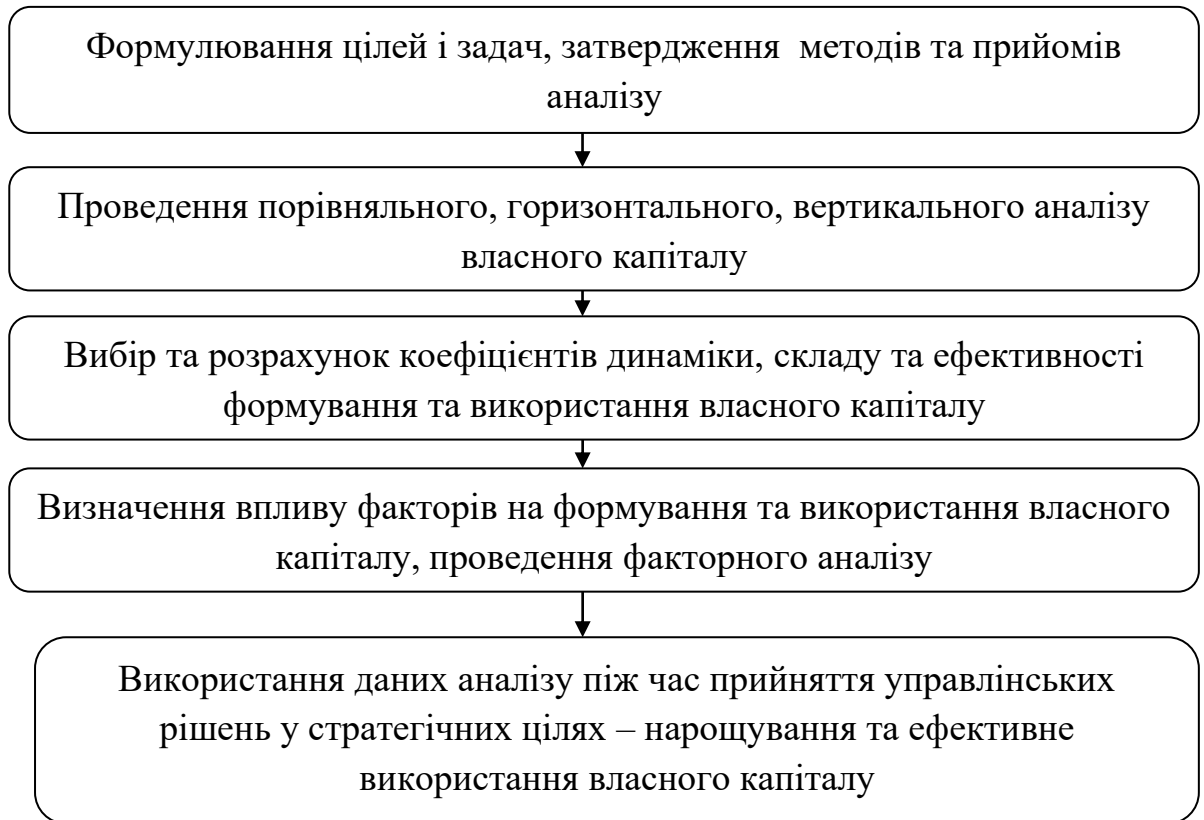 Формулювання цілей і задач, затвердження  методів та прийомів
аналізу
Проведення порівняльного, горизонтального, вертикального аналізу
власного капіталу
Вибір та розрахунок коефіцієнтів динаміки, складу та ефективності
формування та використання власного капіталу
Визначення впливу факторів на формування та використання власного
капіталу, проведення факторного аналізу
Використання даних аналізу піж час прийняття управлінських
рішень у стратегічних цілях – нарощування та ефективне
використання власного капіталу